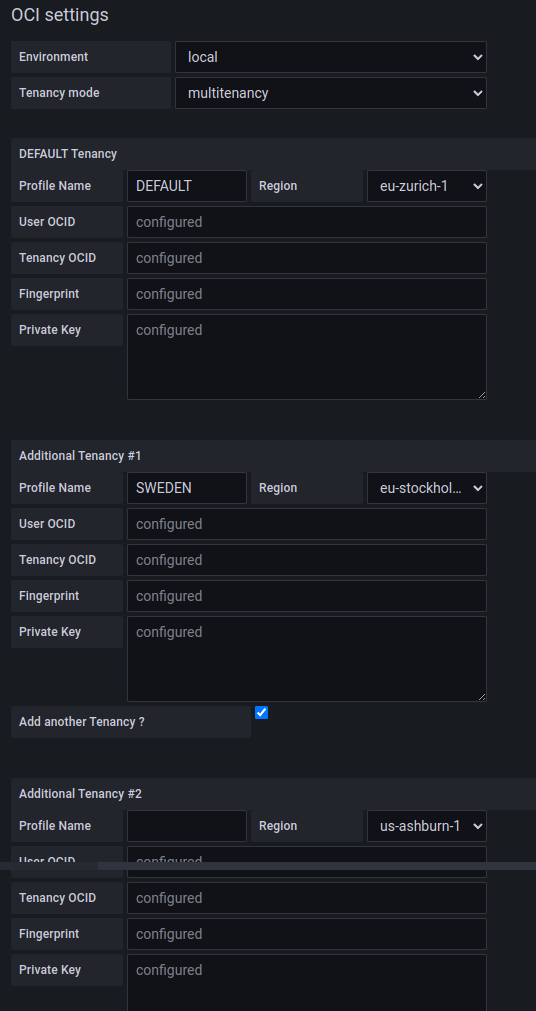 OCI settings
Environment local
Tenancy mode multitenancy
DEFAULT Tenancy
Profile Name DEFAULT Region eu-zurich-1
User OCID configured
Tenancy OCID configured
Fingerprint configured
Private Key configured
Additional Tenancy #1
Profile Name SWEDEN Region eu-stockhol...
User OCID configured
Tenancy OCID configured
Fingerprint configured
Private Key configured
Add another Tenancy ?
Additional Tenancy #2
Profile Name Region us-ashburn-1
User OCID configured
Tenancy OCID configured
Fingerprint configured
Private Key configured